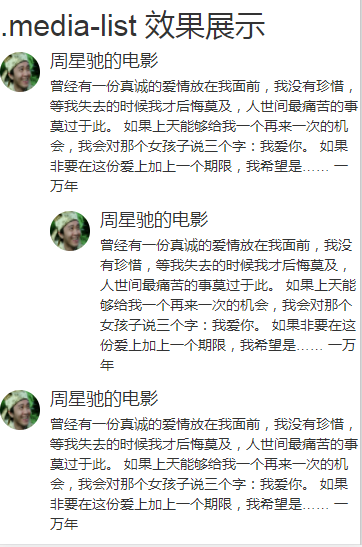 .media-list 效果展示
周星驰的电影
曾经有一份真诚的爱情放在我面前，我没有珍惜，
等我失去的时候我才后悔莫及，人世间最痛苦的事
莫过于此。 如果上天能够给我一个再来一次的机
会，我会对那个女孩子说三个字：我爱你。 如果
非要在这份爱上加上一个期限，我希望是…… 一
万年
周星驰的电影
曾经有一份真诚的爱情放在我面前，我没
有珍惜，等我失去的时候我才后悔莫及，
人世间最痛苦的事莫过于此。 如果上天能
够给我一个再来一次的机会，我会对那个
女孩子说三个字：我爱你。 如果非要在这
份爱上加上一个期限，我希望是…… 一万
年
周星驰的电影
曾经有一份真诚的爱情放在我面前，我没有珍惜，
等我失去的时候我才后悔莫及，人世间最痛苦的事
莫过于此。 如果上天能够给我一个再来一次的机
会，我会对那个女孩子说三个字：我爱你。 如果
非要在这份爱上加上一个期限，我希望是…… 一
万年